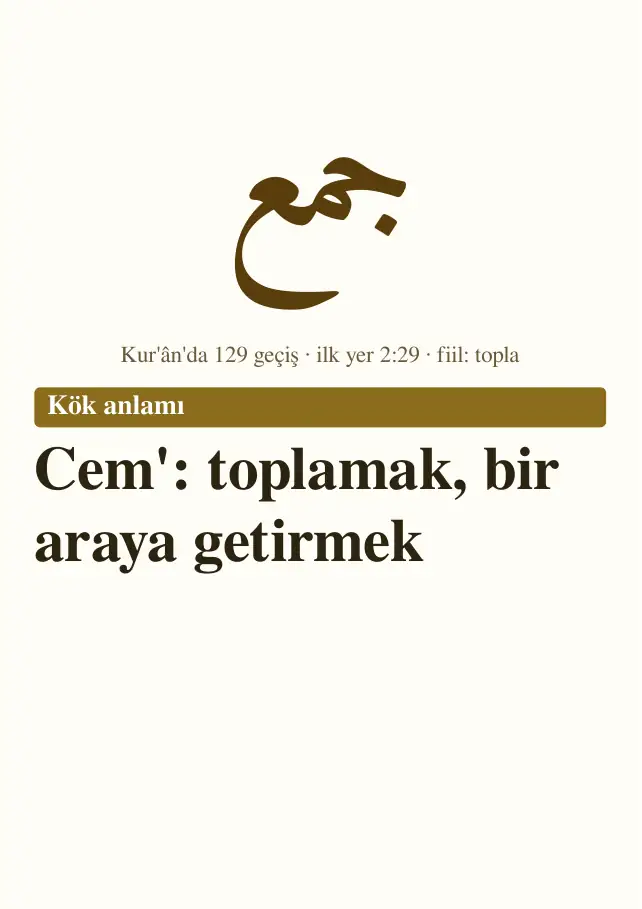 جمع
Kur'ân'da 129 geçiş · ilk yer 2:29 · fiil: topla
Kök anlamı
Cem': toplamak, bir
araya getirmek